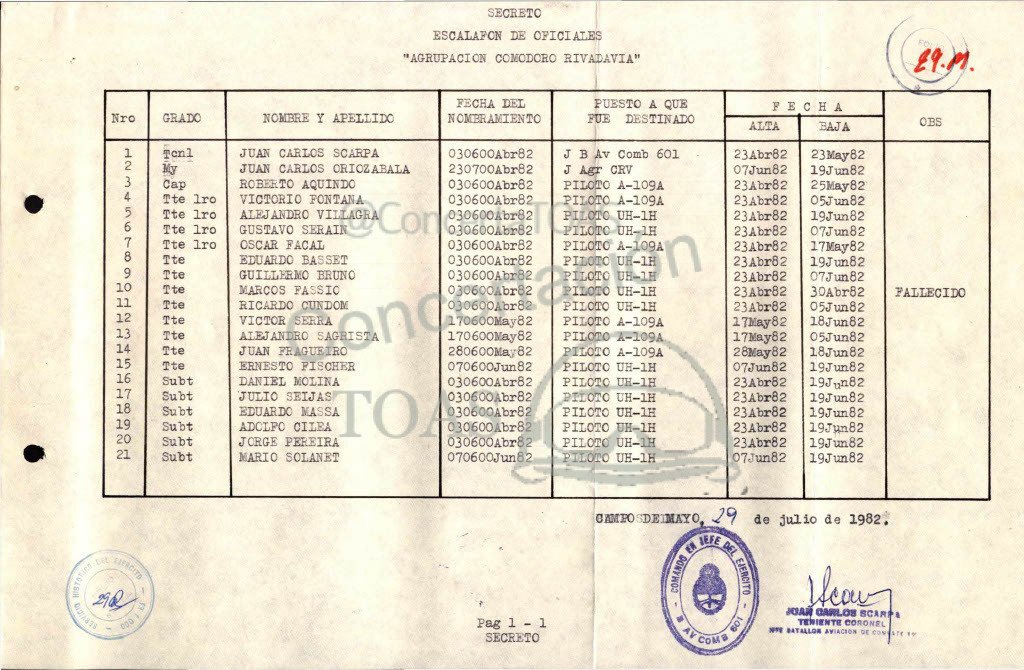 SECRETO
ESCALAFON DE OFICIALES
"AGRUPACION COMODORO RIVADAVIA"
29.M.
Nro GRADO NOMBRE Y APELLIDO FECHA DEL NOMBRAMIENTO PUESTO A QUE FUE DESTINADO FECHA ALTA BAJA OBS
1 Tcnl JUAN CARLOS SCARPA 030600Abr82 J B Av Comb 601 23Abr82 23May82
2 My JUAN CARLOS ORIOZABALA 230700Abr82 J Agr CRV 07Jun82 19Jun82
3 Cap ROBERTO AQUINDO 030600Abr82 PILOTO A-109A 23Abr82 25May82
4 Tte 1ro VICTORIO FONTANA 030600Abr82 PILOTO A-109A 23Abr82 05Jun82
5 Tte 1ro ALEJANDRO VILLAGRA 030600Abr82 PILOTO UH-1H 23Abr82 19Jun82
6 Tte 1ro GUSTAVO SERAIN 030600Abr82 PILOTO UH-1H 23Abr82 07Jun82
7 Tte 1ro OSCAR FACAL 030600Abr82 PILOTO A-109A 23Abr82 17May82
8 Tte EDUARDO BASSET 030600Abr82 PILOTO UH-1H 23Abr82 19Jun82
9 Tte GUILLERMO BRUNO 030600Abr82 PILOTO UH-1H 23Abr82 07Jun82
10 Tte MARCOS FASSIO 030600Abr82 PILOTO UH-1H 23Abr82 30Abr82 FALLECIDO
11 Tte RICARDO CUNDOM 030600Abr82 PILOTO UH-1H 23Abr82 05Jun82
12 Tte VICTOR SERRA 170600May82 PILOTO A-109A 17May82 18Jun82
13 Tte ALEJANDRO SAGRISTA 170600May82 PILOTO A-109A 17May82 05Jun82
14 Tte JUAN FRAGUEIRO 280600May82 PILOTO A-109A 28May82 18Jun82
15 Tte ERNESTO FISCHER 070600Jun82 PILOTO UH-1H 07Jun82 19Jun82
16 Subt DANIEL MOLINA 030600Abr82 PILOTO UH-1H 23Abr82 19Jun82
17 Subt JULIO SEIJAS 030600Abr82 PILOTO UH-1H 23Abr82 19Jun82
18 Subt EDUARDO MASSA 030600Abr82 PILOTO UH-1H 23Abr82 19Jun82
19 Subt ADOLFO CILEA 030600Abr82 PILOTO UH-1H 23Abr82 19Jun82
20 Subt JORGE PEREIRA 030600Abr82 PILOTO UH-1H 23Abr82 19Jun82
21 Subt MARIO SOLANET 070600Jun82 PILOTO UH-1H 07Jun82 19Jun82
@ConcertaTOAS
Concertación
TOAS
CAMPO DE MAYO, 29 de julio de 1982.
COMANDO EN JEFE DEL EJERCITO
B AV COMB 601
HISTORICO DEL EJERCITO
JUAN CARLOS SCARPA
TENIENTE CORONEL
BATALLON AVIACION DE COMBATE
Pag 1 - 1
SECRETO